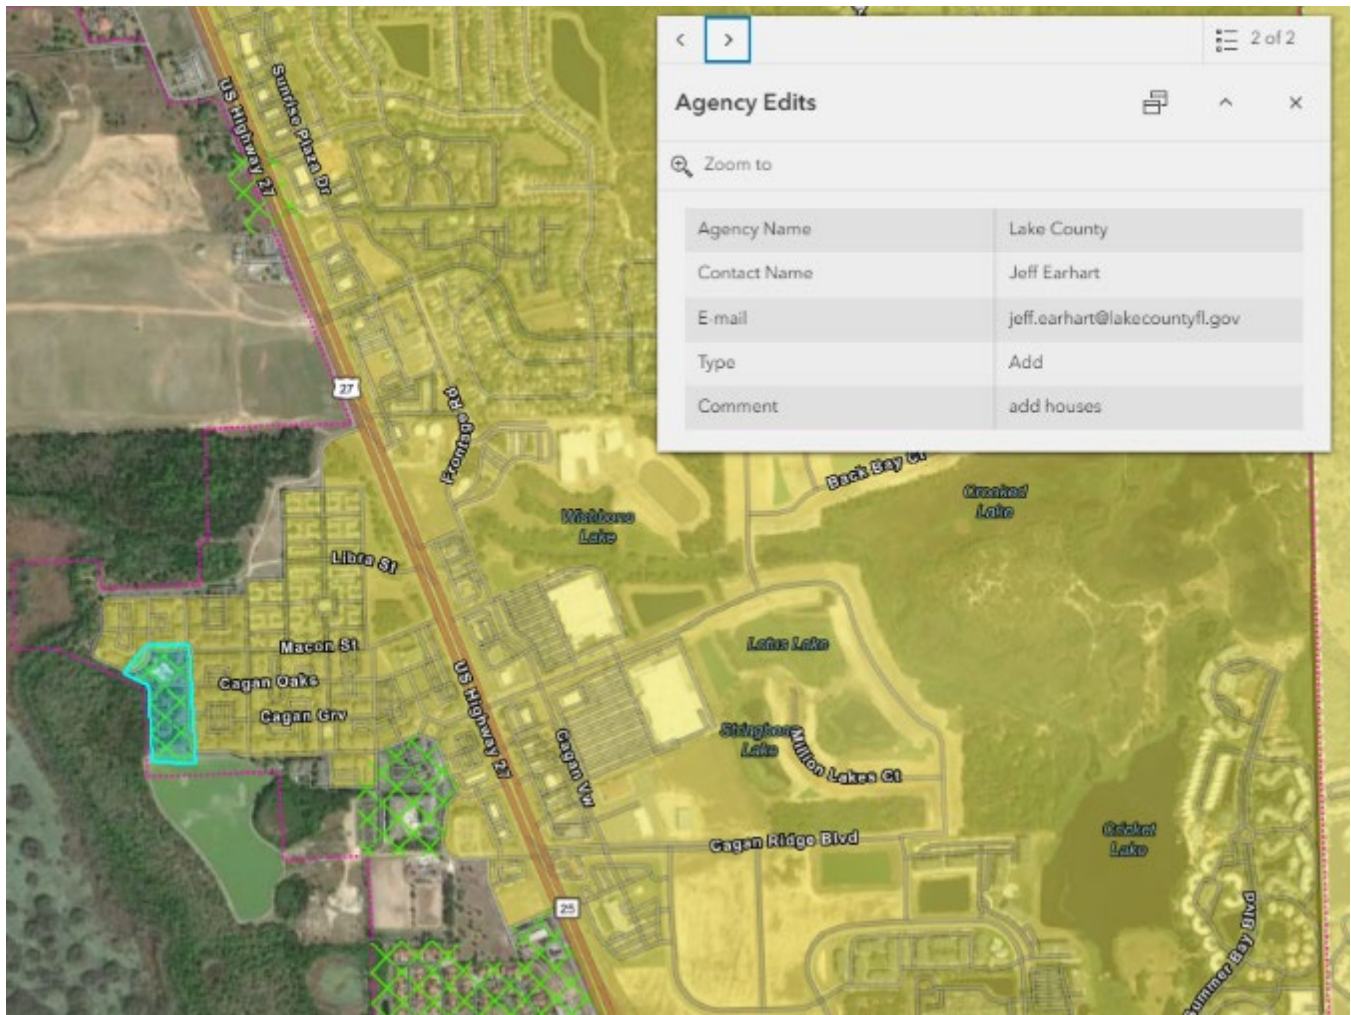 2 of 2
Agency Edits
Zoom to
Agency Name Lake County
Contact Name Jeff Earhart
E-mail jeff.earhart@lakecountyfl.gov
Type Add
Comment add houses
US Highway 27
Sunrise Plaza Dr
27
Frontage Rd
Back Bay Ct
Crooked
Lake
Wishbone
Lake
Libra St
Macon St
Lotus Lake
Cagan Oaks
Cagan Grv
US Highway 27
Cagan Vw
Stringbean
Lake
Million Lakes Ct
Cagan Ridge Blvd
Cricket
Lake
25
Summer Bay Blvd